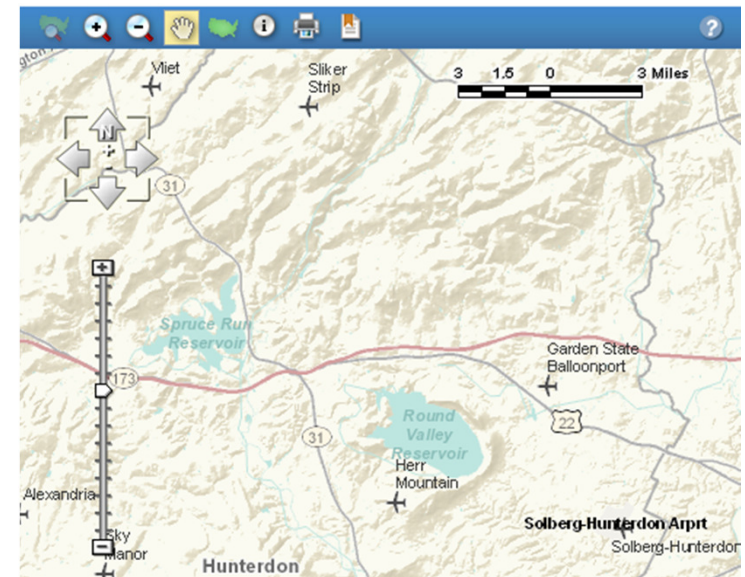 ?
Vliet
Sliker
Strip
3 1.5 0 3 Miles
N
31
Spruce Run
Reservoir
Garden State
Balloonport
173
Round
Valley
Reservoir
22
31
Herr
Mountain
Alexandria
Solberg-Hunterdon Arprt
Sky
Manor
Solberg-Hunterdon
Hunterdon